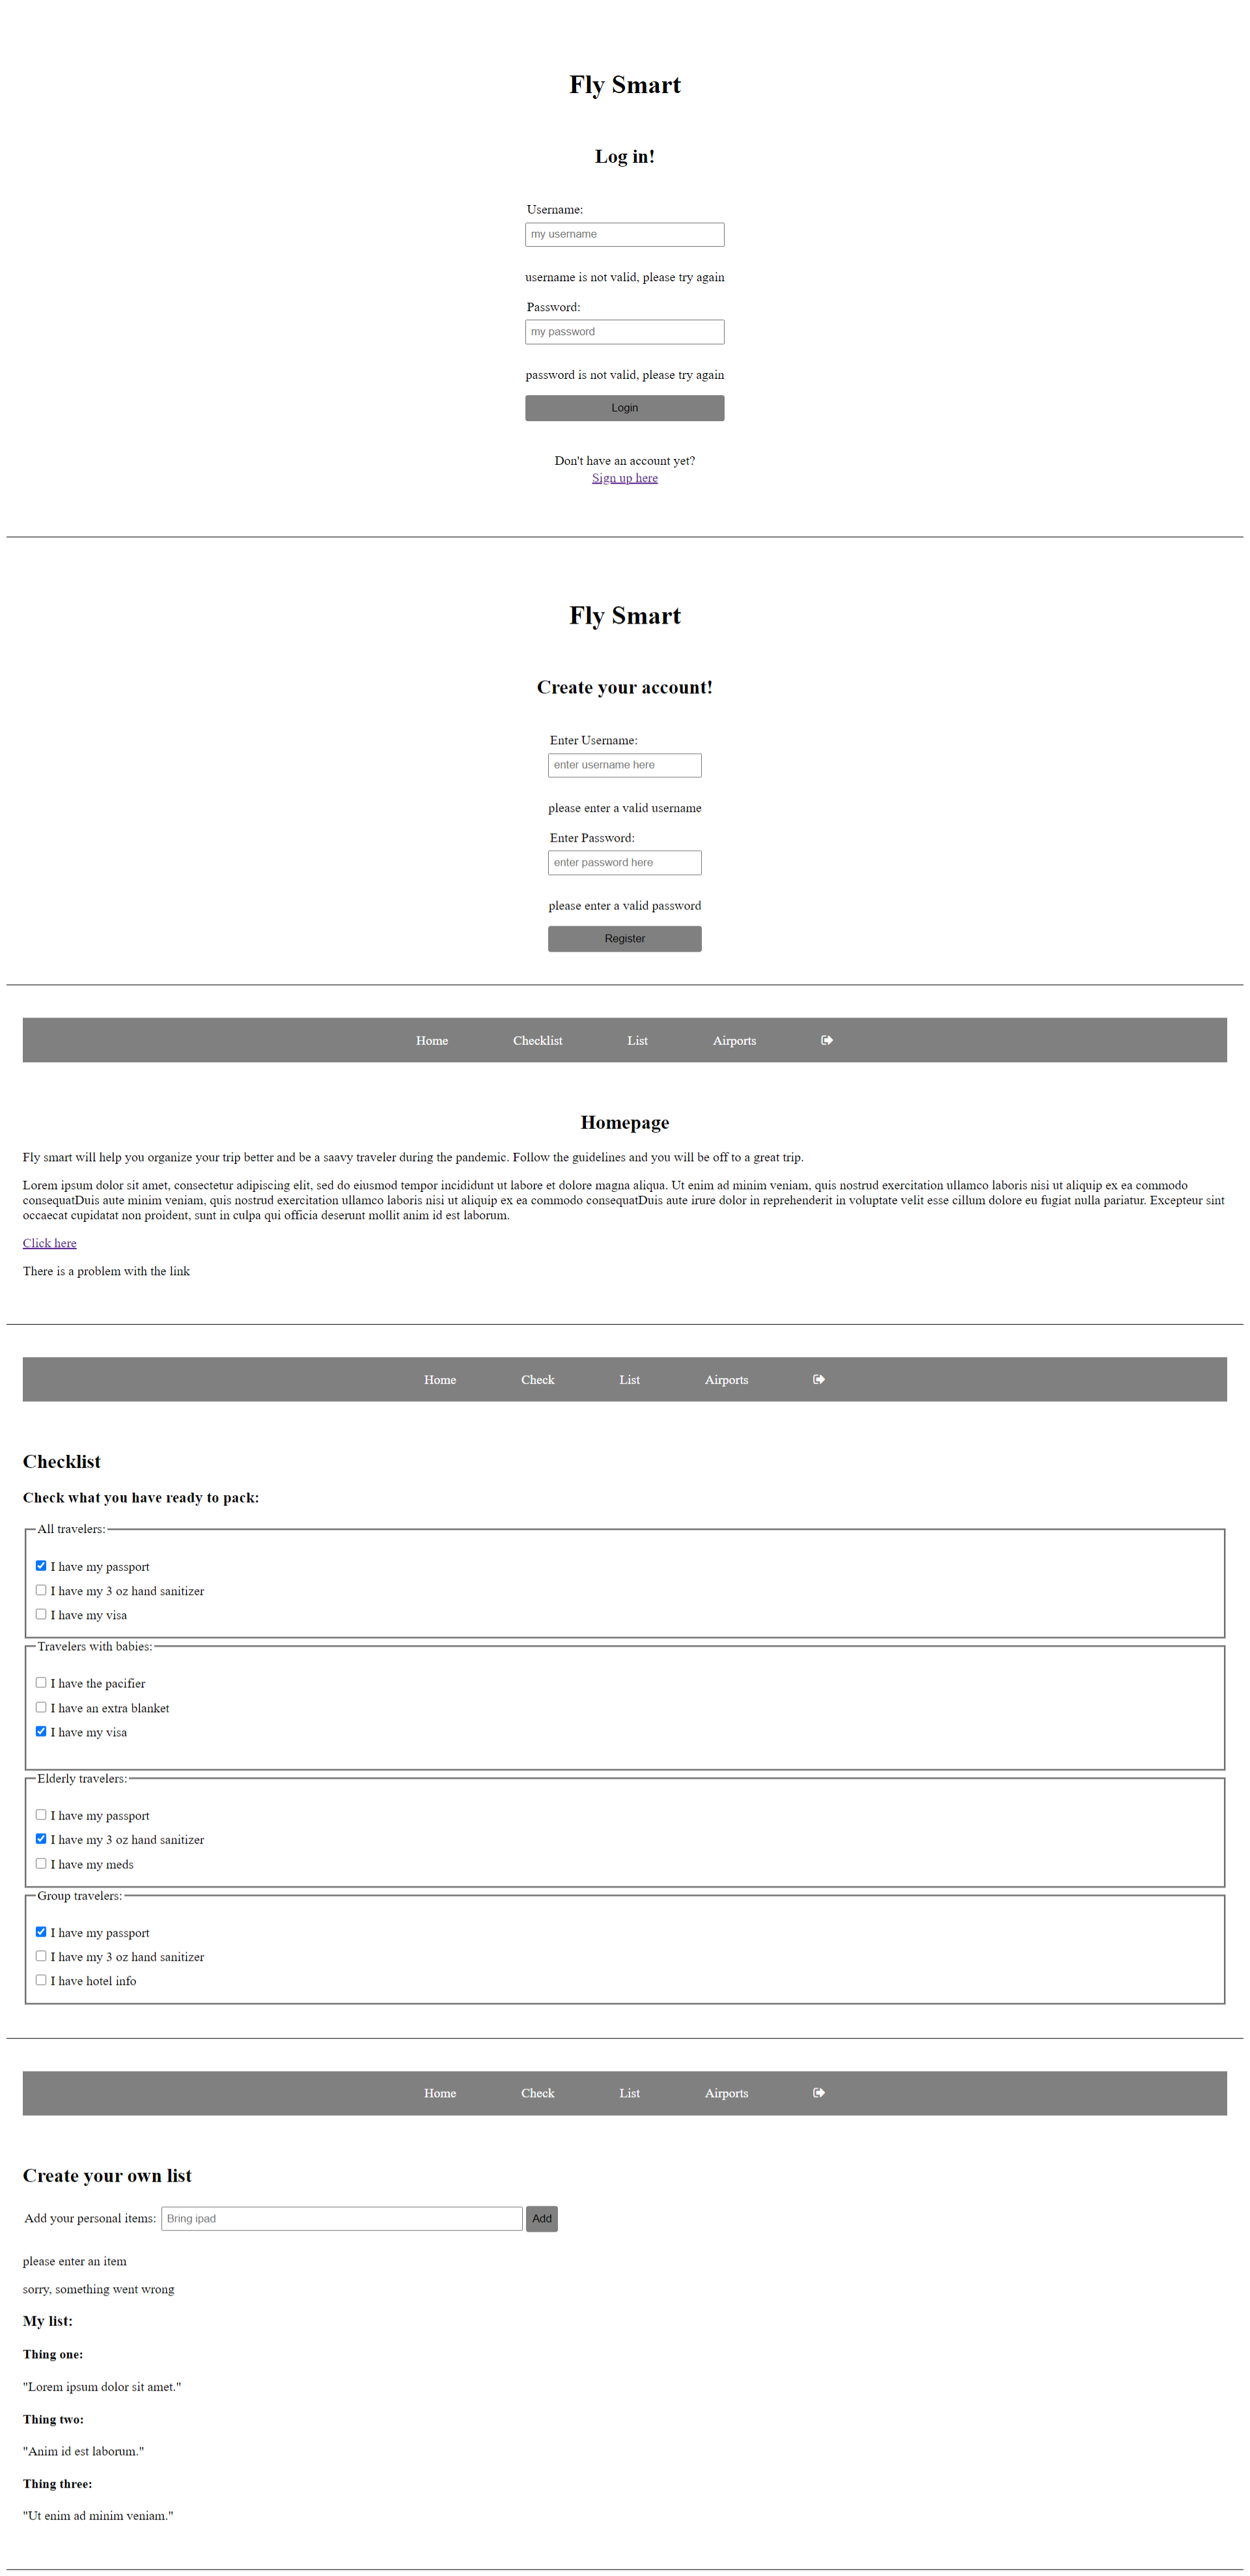 Fly Smart
Log in!
Username:
my username
username is not valid, please try again
Password:
my password
password is not valid, please try again
Login
Don't have an account yet?
Sign up here
Fly Smart
Create your account!
Enter Username:
enter username here
please enter a valid username
Enter Password:
enter password here
please enter a valid password
Register
Home Checklist List Airports
Homepage
Fly smart will help you organize your trip better and be a saavy traveler during the pandemic. Follow the guidelines and you will be off to a great trip.
Lorem ipsum dolor sit amet, consectetur adipiscing elit, sed do eiusmod tempor incididunt ut labore et dolore magna aliqua. Ut enim ad minim veniam, quis nostrud exercitation ullamco laboris nisi ut aliquip ex ea commodo
consequatDuis aute minim veniam, quis nostrud exercitation ullamco laboris nisi ut aliquip ex ea commodo consequatDuis aute irure dolor in reprehenderit in voluptate velit esse cillum dolore eu fugiat nulla pariatur. Excepteur sint
occaecat cupidatat non proident, sunt in culpa qui officia deserunt mollit anim id est laborum.
Click here
There is a problem with the link
Home Check List Airports
Checklist
Check what you have ready to pack:
All travelers:
I have my passport
I have my 3 oz hand sanitizer
I have my visa
Travelers with babies:
I have the pacifier
I have an extra blanket
I have my visa
Elderly travelers:
I have my passport
I have my 3 oz hand sanitizer
I have my meds
Group travelers:
I have my passport
I have my 3 oz hand sanitizer
I have hotel info
Home Check List Airports
Create your own list
Add your personal items: Bring ipad Add
please enter an item
sorry, something went wrong
My list:
Thing one:
"Lorem ipsum dolor sit amet."
Thing two:
"Anim id est laborum."
Thing three:
"Ut enim ad minim veniam."